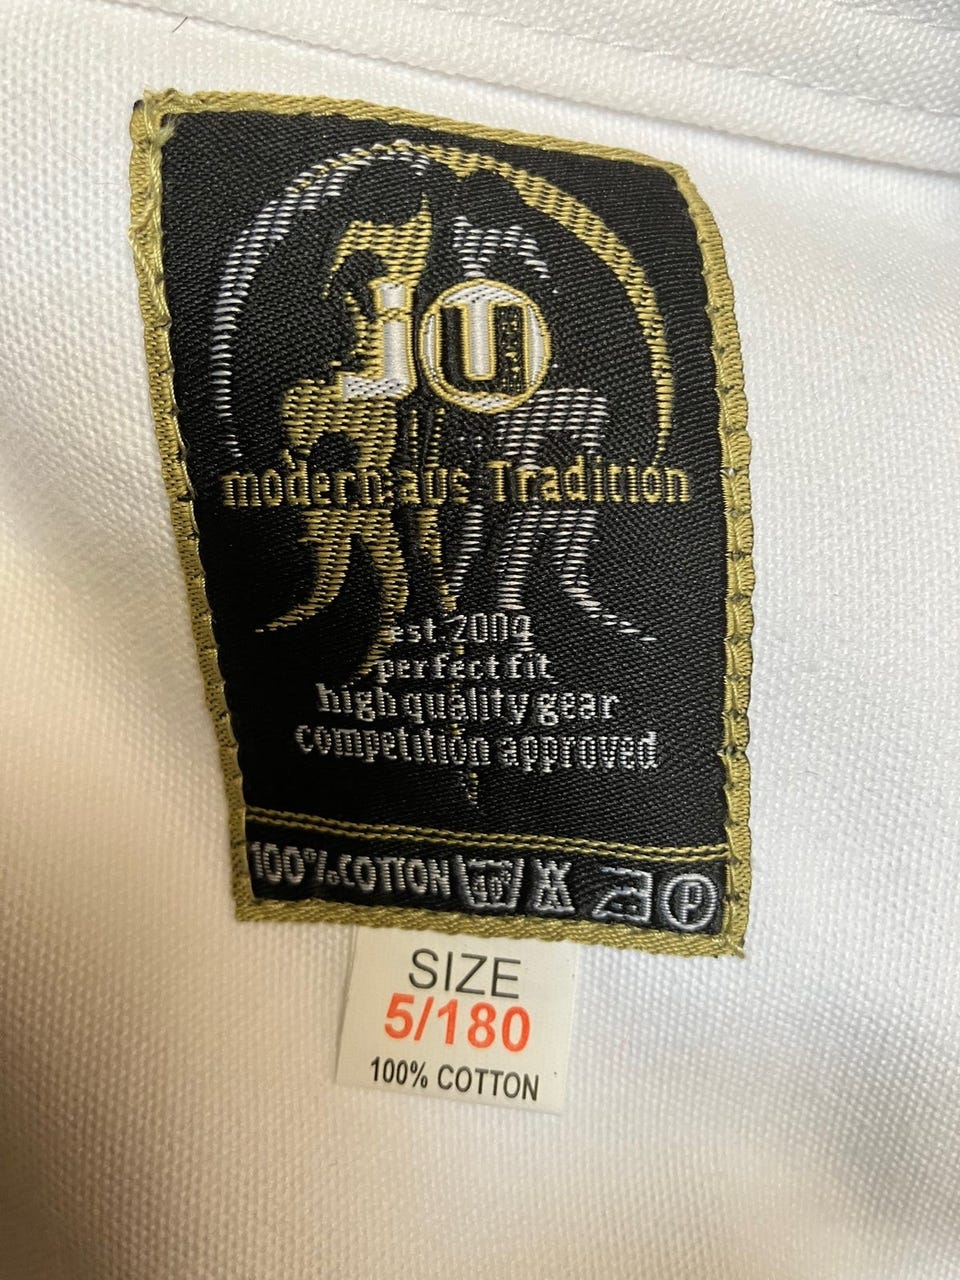 JU
modern aus Tradition
est. 2009
perfect fit
high quality gear
competition approved
100% COTTON 40° P
SIZE
5/180
100% COTTON